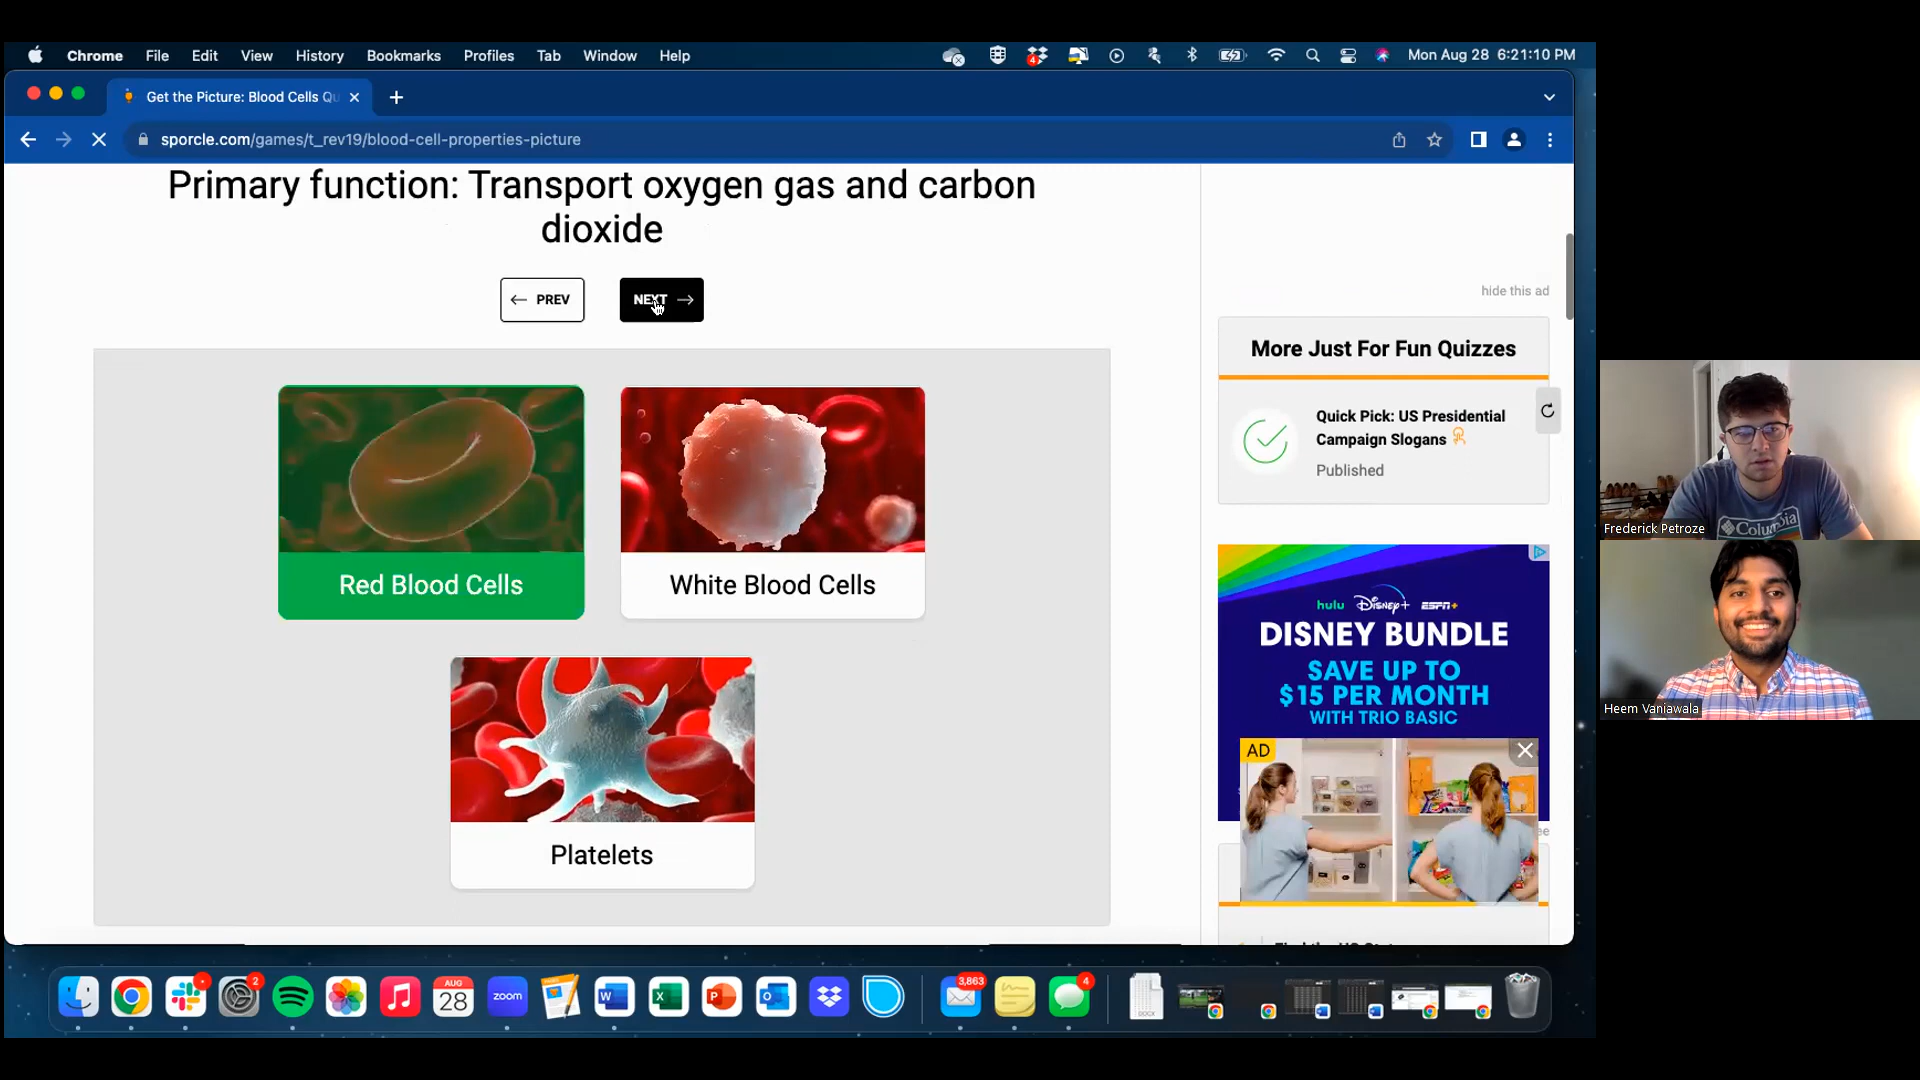 Chrome File Edit View History Bookmarks Profiles Tab Window Help
4
Mon Aug 28 6:21:10 PM
Get the Picture: Blood Cells Qu
sporcle.com/games/t_rev19/blood-cell-properties-picture
Primary function: Transport oxygen gas and carbon
dioxide
PREV
NEXT
Red Blood Cells
White Blood Cells
Platelets
hide this ad
More Just For Fun Quizzes
Quick Pick: US Presidential
Campaign Slogans
Published
hulu Disney+ ESPN+
DISNEY BUNDLE
SAVE UP TO
$15 PER MONTH
WITH TRIO BASIC
AD
Columbia
Frederick Petroze
Heem Vaniawala
2
AUG
28
zoom
W
X
P
O
3,863
4
DOCX